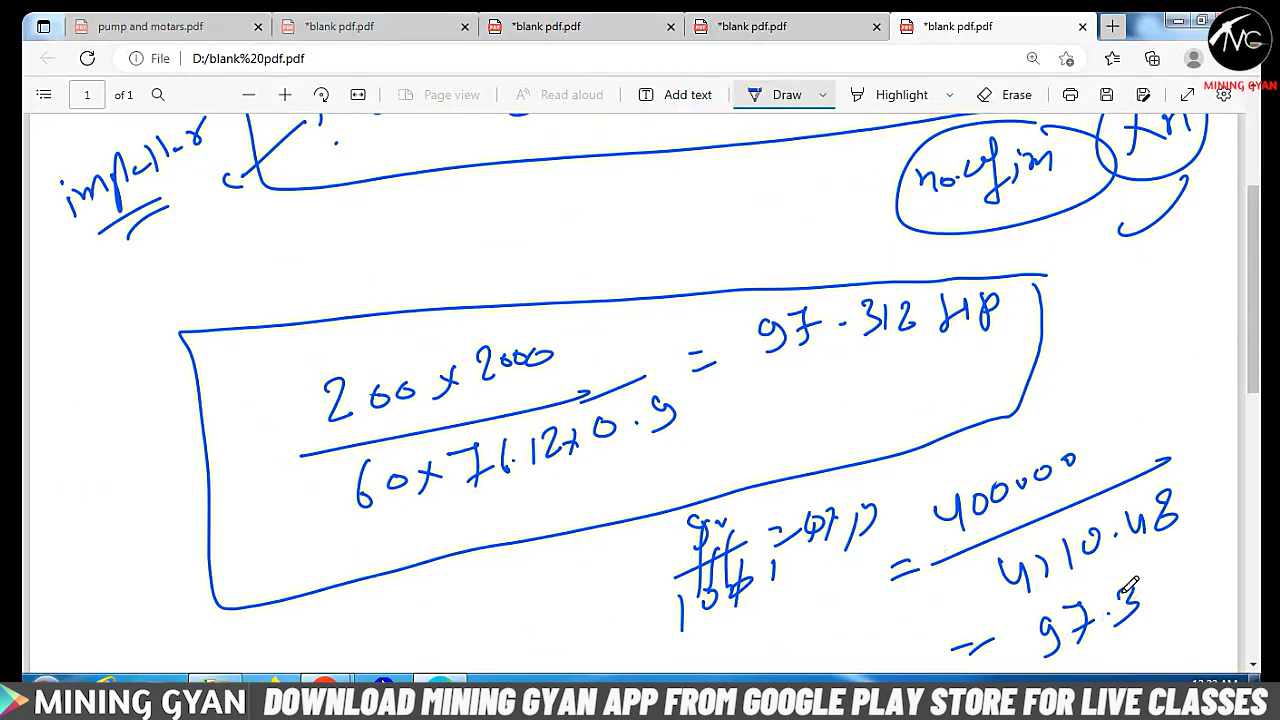 pump and motars.pdf
*blank pdf.pdf
*blank pdf.pdf
*blank pdf.pdf
*blank pdf.pdf
File D:/blank%20pdf.pdf
1 of 1
Page view
Read aloud
Add text
Draw
Highlight
Erase
TVG
MINING GYAN
impellar
no. of im
200 x 2000
60 x 76.12 x 0.9
= 97.312 HP
= 400000
4110.48
= 97.3
MINING GYAN DOWNLOAD MINING GYAN APP FROM GOOGLE PLAY STORE FOR LIVE CLASSES